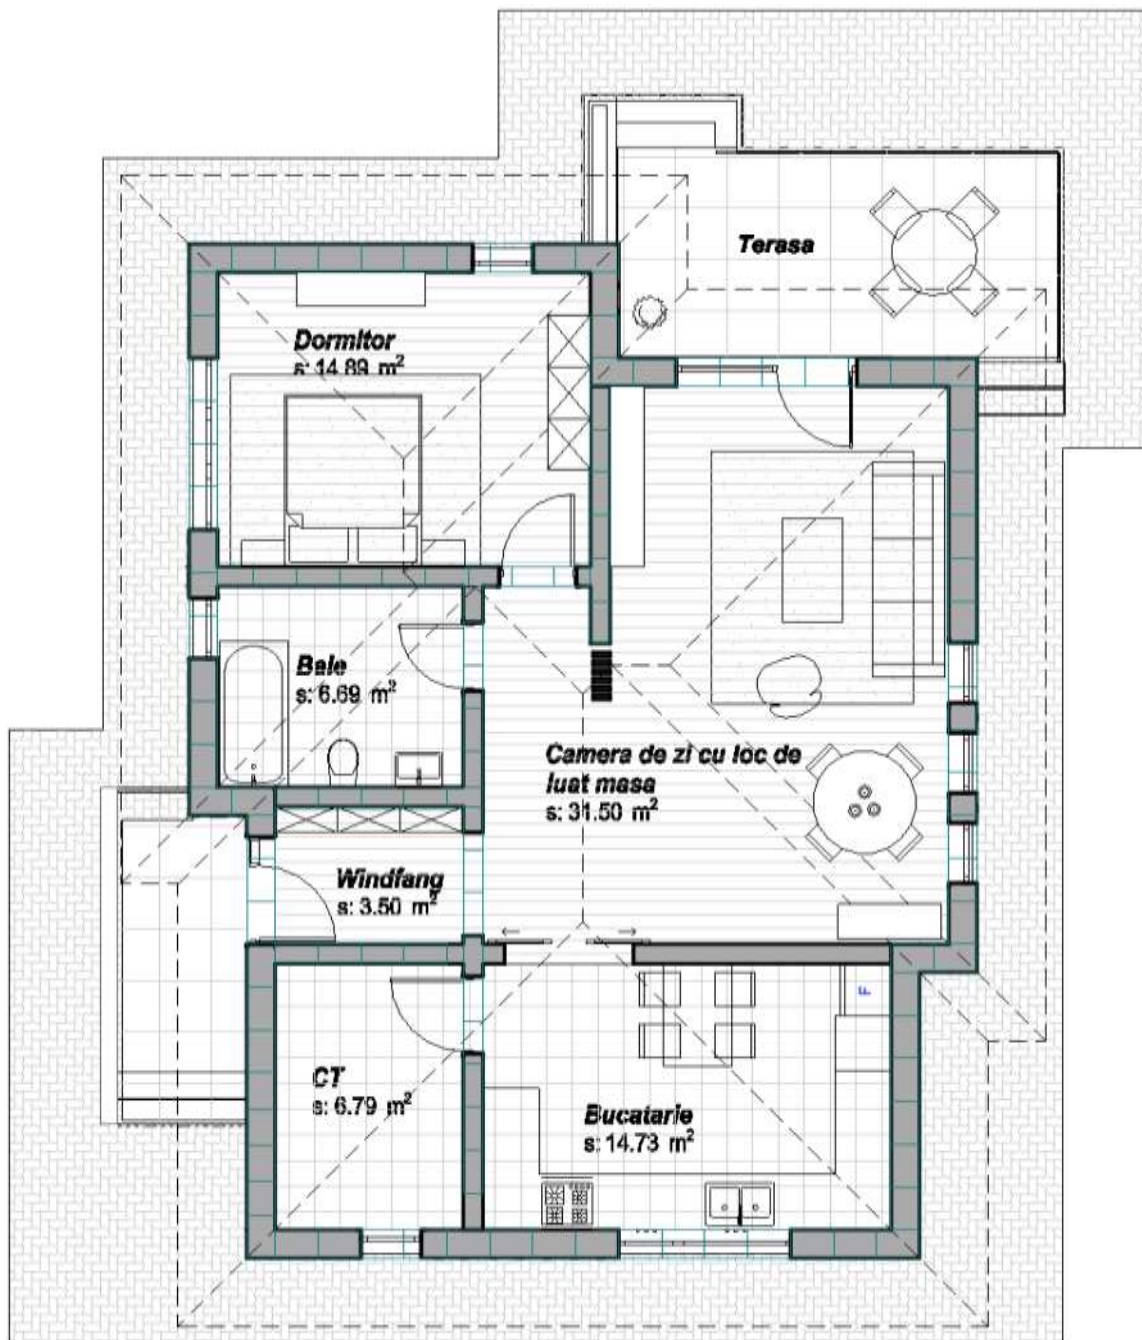 Terasa
Dormitor
s: 14.89 m²
Baie
s: 6.69 m²
Camera de zi cu loc de
luat masa
s: 31.50 m²
Windfang
s: 3.50 m²
F
CT
s: 6.79 m²
Bucatarie
s: 14.73 m²